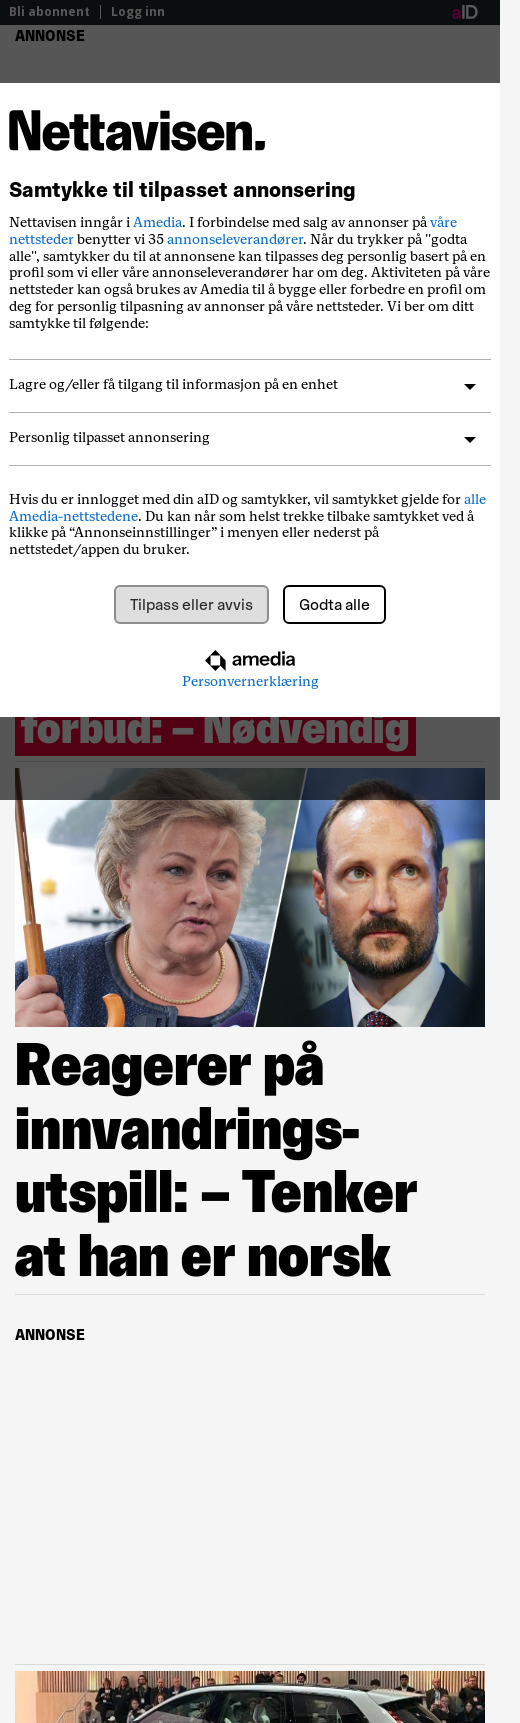 Bli abonnent | Logg inn
aID
ANNONSE
Nettavisen.
Samtykke til tilpasset annonsering
Nettavisen inngår i Amedia. I forbindelse med salg av annonser på våre
nettsteder benytter vi 35 annonseleverandører. Når du trykker på "godta
alle", samtykker du til at annonsene kan tilpasses deg personlig basert på en
profil som vi eller våre annonseleverandører har om deg. Aktiviteten på våre
nettsteder kan også brukes av Amedia til å bygge eller forbedre en profil om
deg for personlig tilpasning av annonser på våre nettsteder. Vi ber om ditt
samtykke til følgende:
Lagre og/eller få tilgang til informasjon på en enhet
Personlig tilpasset annonsering
Hvis du er innlogget med din aID og samtykker, vil samtykket gjelde for alle
Amedia-nettstedene. Du kan når som helst trekke tilbake samtykket ved å
klikke på “Annonseinnstillinger” i menyen eller nederst på
nettstedet/appen du bruker.
Tilpass eller avvis
Godta alle
amedia
Personvernerklæring
forbud: – Nødvendig
Reagerer på
innvandrings-
utspill: – Tenker
at han er norsk
ANNONSE